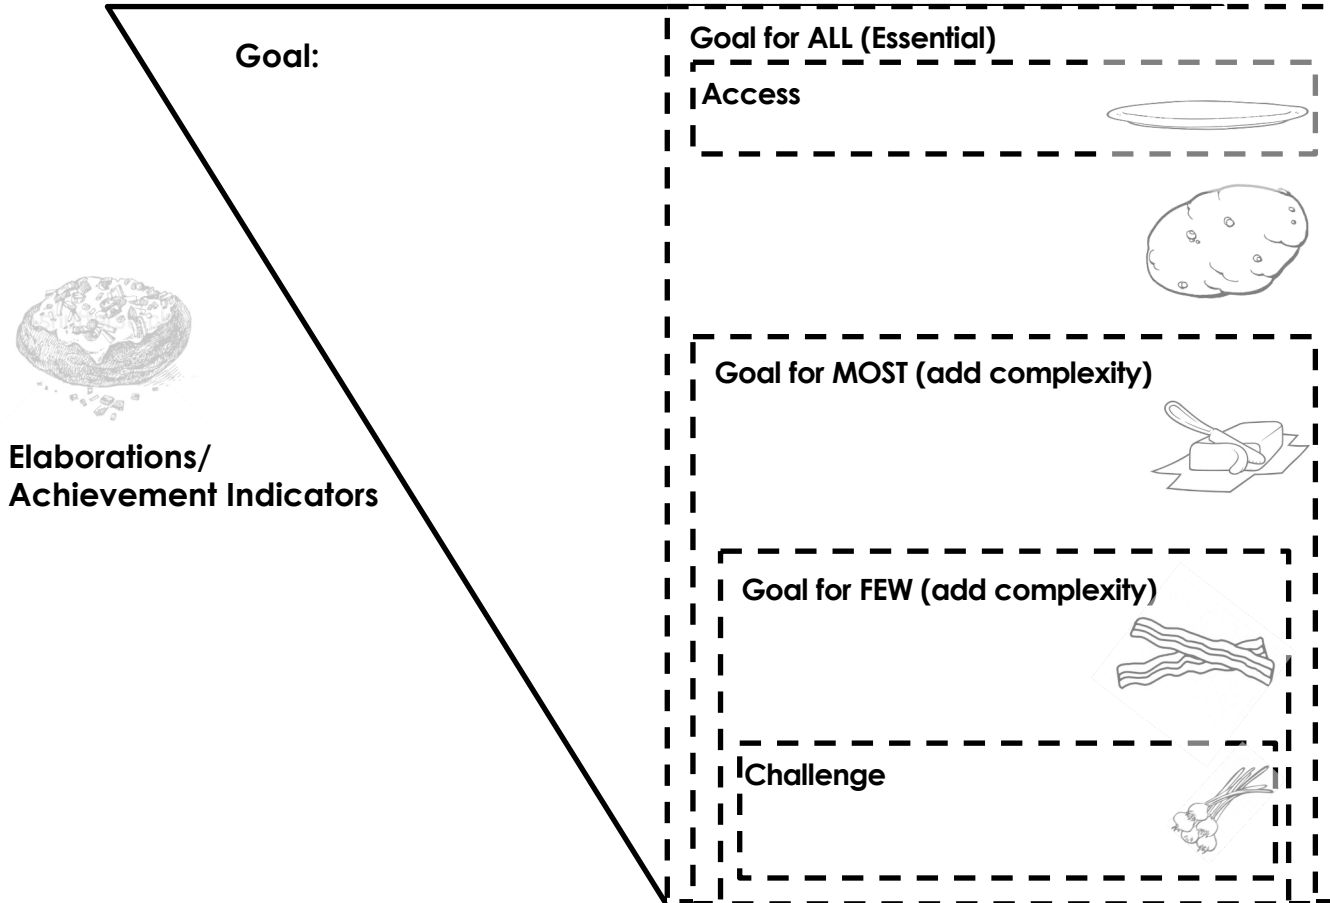 Goal:
Goal for ALL (Essential)
Access
Goal for MOST (add complexity)
Elaborations/
Achievement Indicators
Goal for FEW (add complexity)
Challenge